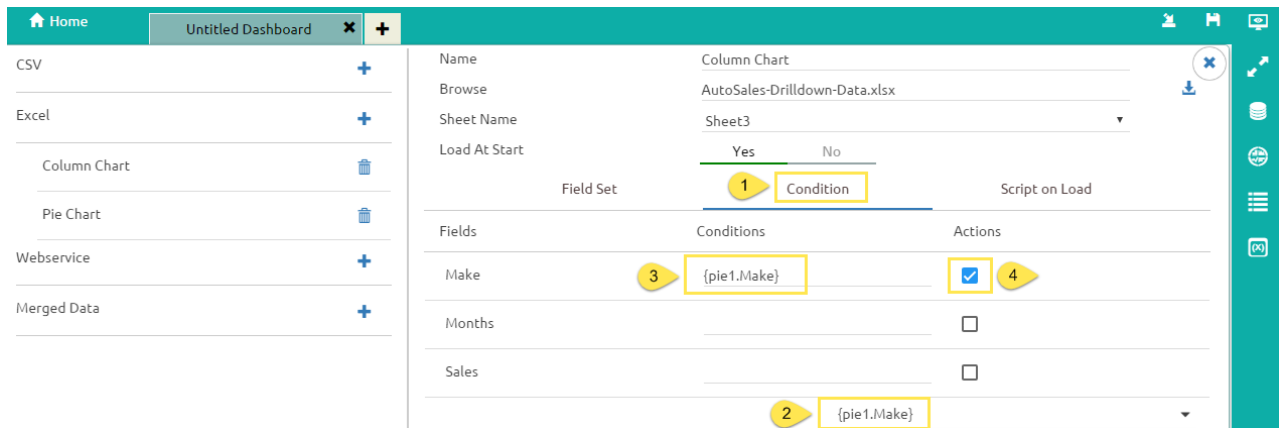 Home
Untitled Dashboard
CSV
Excel
Column Chart
Pie Chart
Webservice
Merged Data
Name Column Chart
Browse AutoSales-Drilldown-Data.xlsx
Sheet Name Sheet3
Load At Start Yes No
Field Set 1 Condition Script on Load
Fields Conditions Actions
Make 3 {pie1.Make} 4
Months
Sales
2 {pie1.Make}